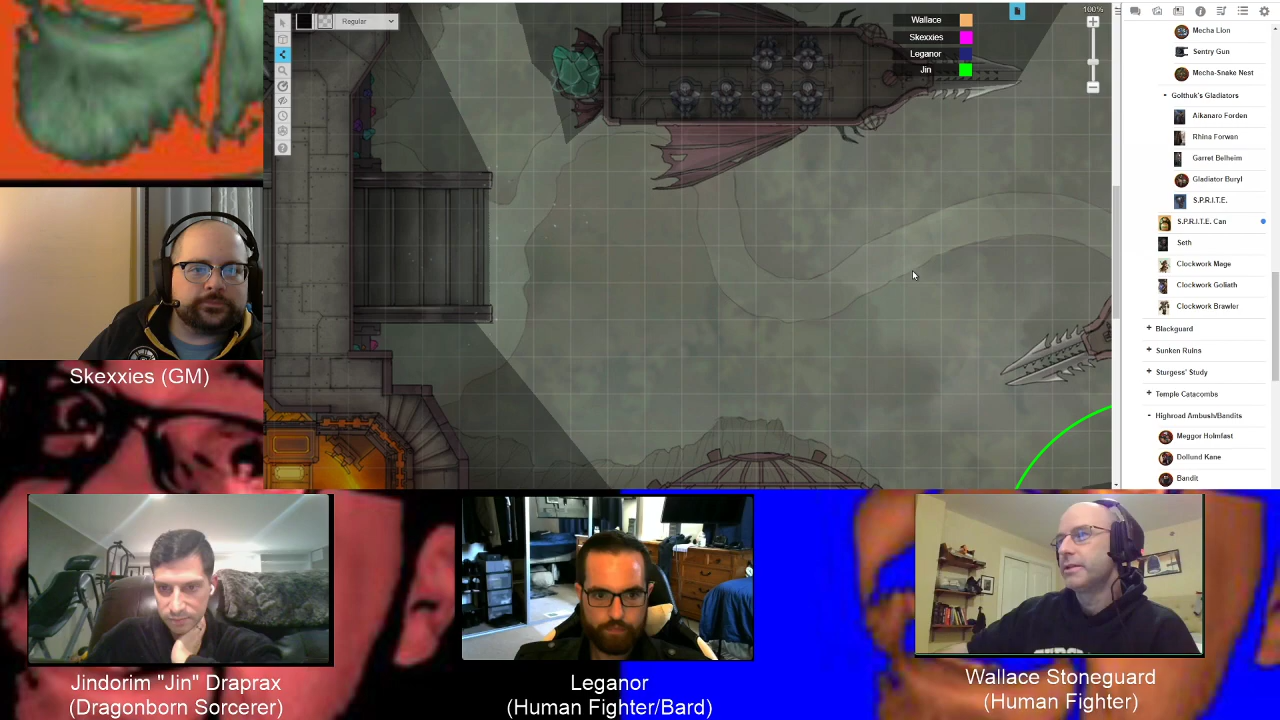 Regular
Wallace
Skexxies
Leganor
Jin
100%
Mecha Lion
Sentry Gun
Mecha-Snake Nest
Golthuk's Gladiators
Aikanaro Forden
Rhina Forwan
Garret Belheim
Gladiator Buryl
S.P.R.I.T.E.
S.P.R.I.T.E. Can
Seth
Clockwork Mage
Clockwork Goliath
Clockwork Brawler
Blackguard
Sunken Ruins
Sturgess' Study
Temple Catacombs
Highroad Ambush/Bandits
Meggor Holmfast
Dollund Kane
Bandit
Skexxies (GM)
Jindorim "Jin" Draprax
(Dragonborn Sorcerer)
Leganor
(Human Fighter/Bard)
Wallace Stoneguard
(Human Fighter)